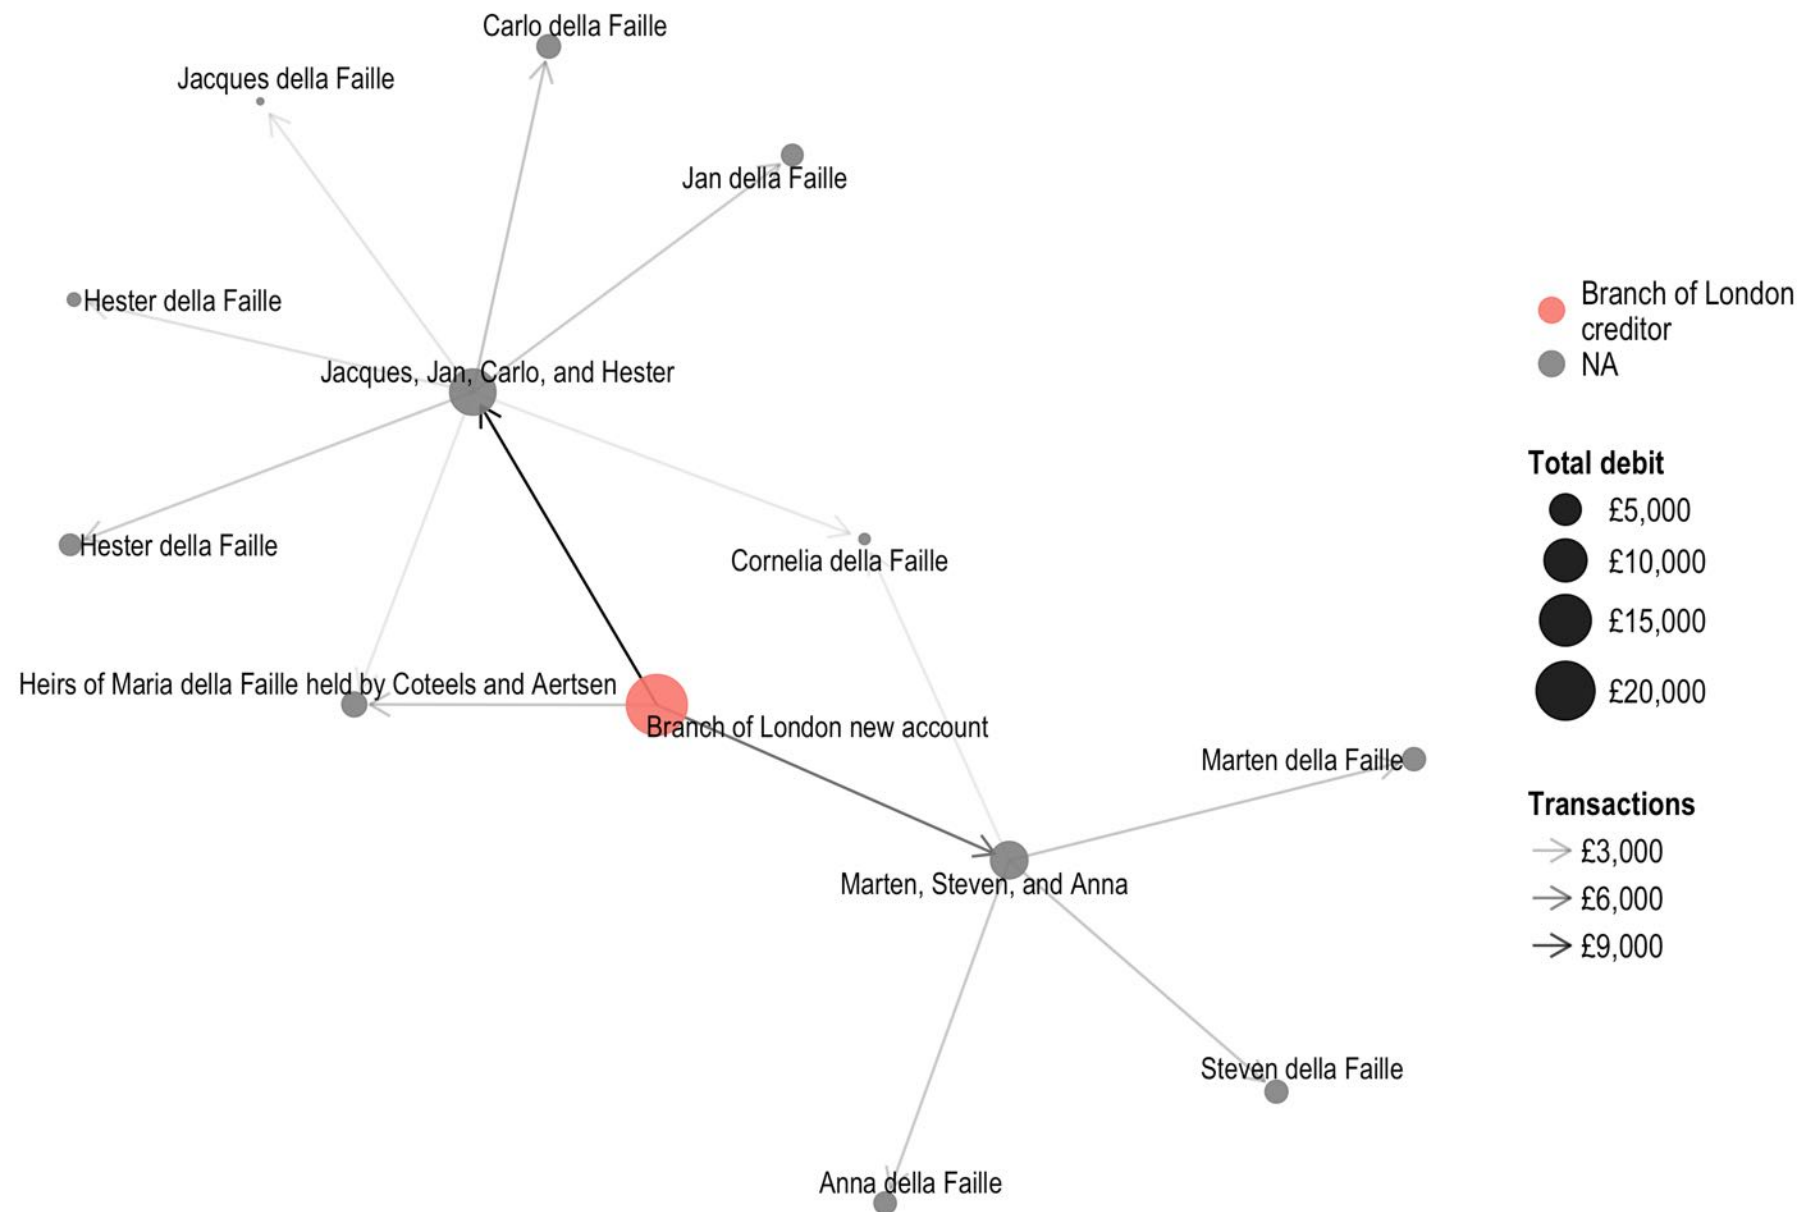 Carlo della Faille
Jacques della Faille
Jan della Faille
Hester della Faille
Jacques, Jan, Carlo, and Hester
Hester della Faille
Cornelia della Faille
Heirs of Maria della Faille held by Coteels and Aertsen
Branch of London new account
Marten della Faille
Marten, Steven, and Anna
Steven della Faille
Anna della Faille
Branch of London
creditor
NA
Total debit
£5,000
£10,000
£15,000
£20,000
Transactions
£3,000
£6,000
£9,000